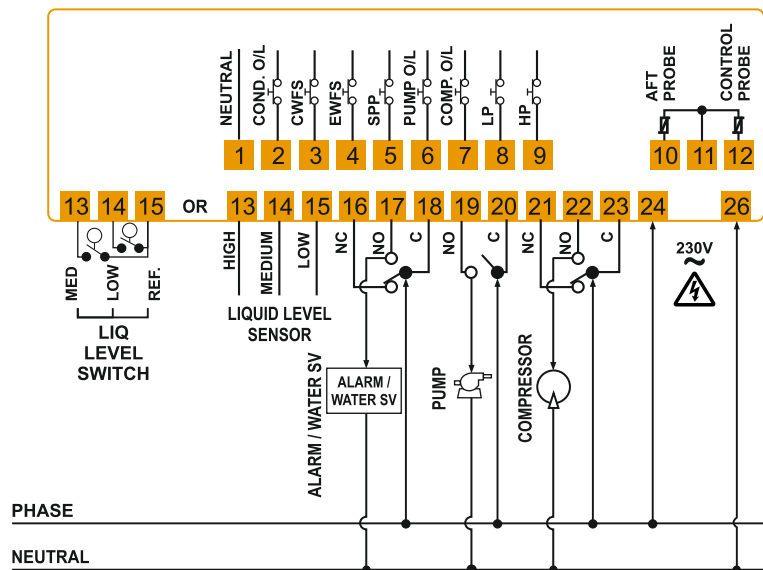 NEUTRAL
COND. O/L
CWFS
EWFS
SPP
PUMP O/L
COMP. O/L
LP
HP
AFT
PROBE
CONTROL
PROBE
1 2 3 4 5 6 7 8 9 10 11 12
13 14 15 OR 13 14 15 16 17 18 19 20 21 22 23 24 26
MED
LOW
REF.
LIQ
LEVEL
SWITCH
HIGH
MEDIUM
LOW
LIQUID LEVEL
SENSOR
NC
NO
C
NO
C
NC
NO
C
230V
~
ALARM / WATER SV
ALARM /
WATER SV
PUMP
COMPRESSOR
PHASE
NEUTRAL